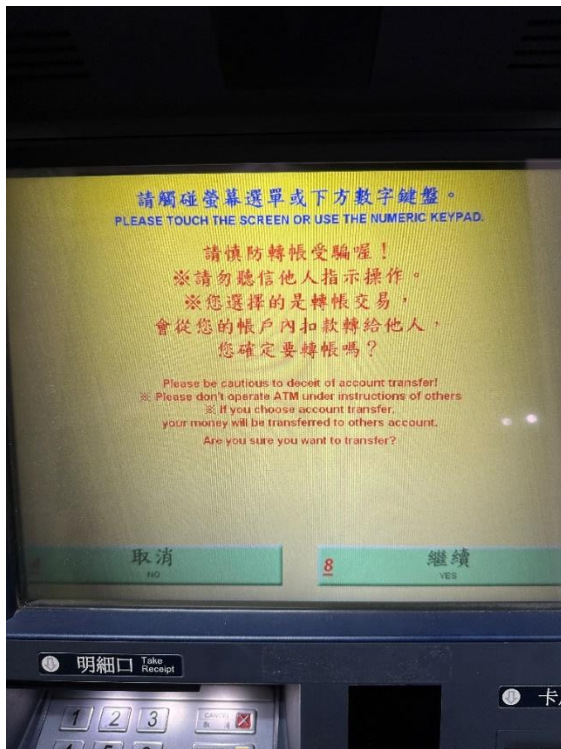 請觸碰螢幕選單或下方數字鍵盤。
PLEASE TOUCH THE SCREEN OR USE THE NUMERIC KEYPAD.
請慎防轉帳受騙喔！
※請勿聽信他人指示操作。
※您選擇的是轉帳交易，
會從您的帳戶內扣款轉給他人，
您確定要轉帳嗎？
Please be cautious to deceit of account transfer!
※ Please don't operate ATM under instructions of others
※ If you choose account transfer,
your money will be transferred to others account.
Are you sure you want to transfer?
取消
NO
8
繼續
YES
明細口 Take Receipt
卡
1 2 3 CANCEL 取消